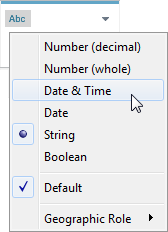 Abc
Number (decimal)
Number (whole)
Date & Time
Date
String
Boolean
Default
Geographic Role